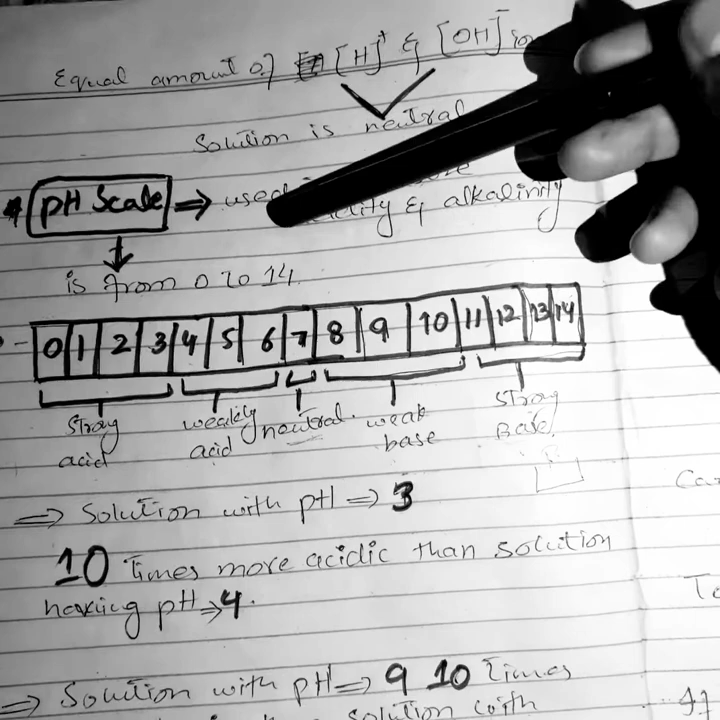 Equal amount of [H]+ & [OH]-
Solution is neutral
pH Scale ⇒ used
& alkalinity
↓
is from 0 to 14
0 1 2 3 4 5 6 7 8 9 10 11 12 13 14
Strong acid
weakly acid
neutral.
weak base
Strong Base
⇒ Solution with pH ⇒ 3
10 Times more acidic than solution
having pH ⇒ 4.
⇒ Solution with pH ⇒ 9 10 Times
solution with